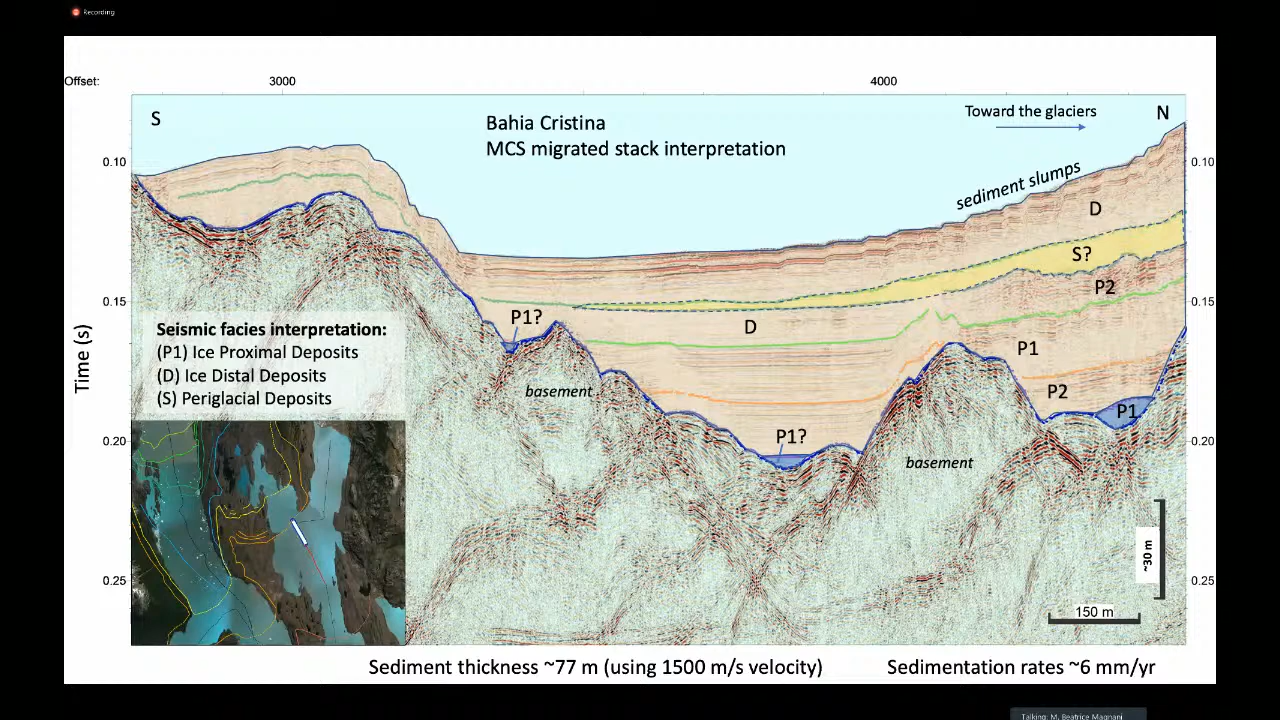 Recording
Offset:
3000
4000
S
Bahia Cristina
MCS migrated stack interpretation
Toward the glaciers
N
0.10
0.10
sediment slumps
D
S?
P2
0.15
0.15
P1?
D
P1
Time (s)
Seismic facies interpretation:
(P1) Ice Proximal Deposits
(D) Ice Distal Deposits
(S) Periglacial Deposits
basement
P2
P1
0.20
0.20
P1?
basement
~30 m
0.25
0.25
150 m
Sediment thickness ~77 m (using 1500 m/s velocity)
Sedimentation rates ~6 mm/yr
Talking: M. Beatrice Magnani